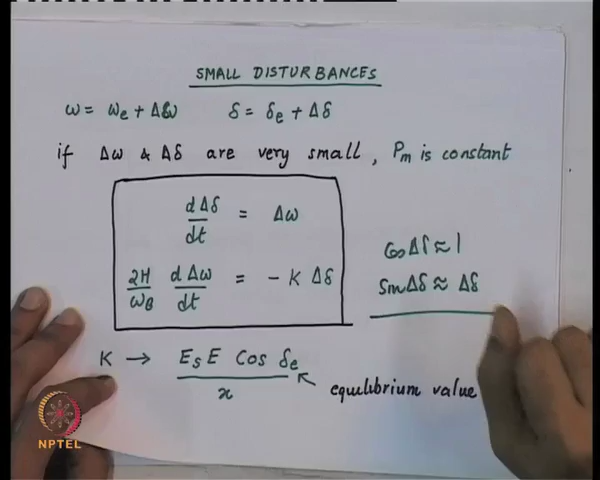 SMALL DISTURBANCES
ω = ωe + Δω δ = δe + Δδ
if Δω & Δδ are very small, Pm is constant
dΔδ/dt = Δω
2H/ωB dΔω/dt = - K Δδ
Cos Δδ ≈ 1
Sin Δδ ≈ Δδ
K → EsE Cos δe / x
equilibrium value
NPTEL